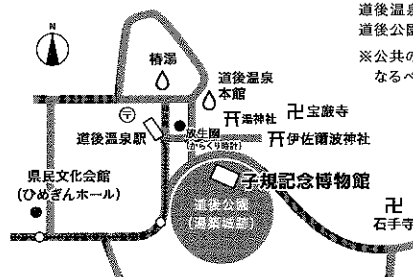 道後温泉
道後公園
※公共の
なるべ
N
椿湯
道後温泉
本館
湯神社
宝厳寺
〒
放生園
(からくり時計)
道後温泉駅
伊佐爾波神社
県民文化会館
(ひめぎんホール)
子規記念博物館
道後公園
(湯築城跡)
石手寺